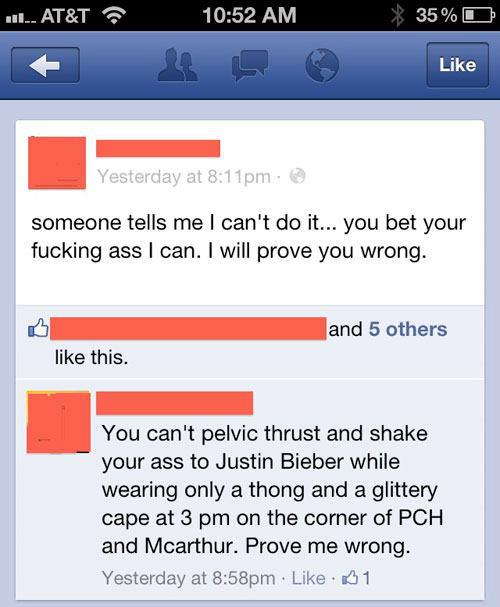 AT&T 10:52 AM 35%
Like
Yesterday at 8:11pm ·
someone tells me I can't do it... you bet your
fucking ass I can. I will prove you wrong.
and 5 others
like this.
You can't pelvic thrust and shake
your ass to Justin Bieber while
wearing only a thong and a glittery
cape at 3 pm on the corner of PCH
and Mcarthur. Prove me wrong.
Yesterday at 8:58pm · Like · 1